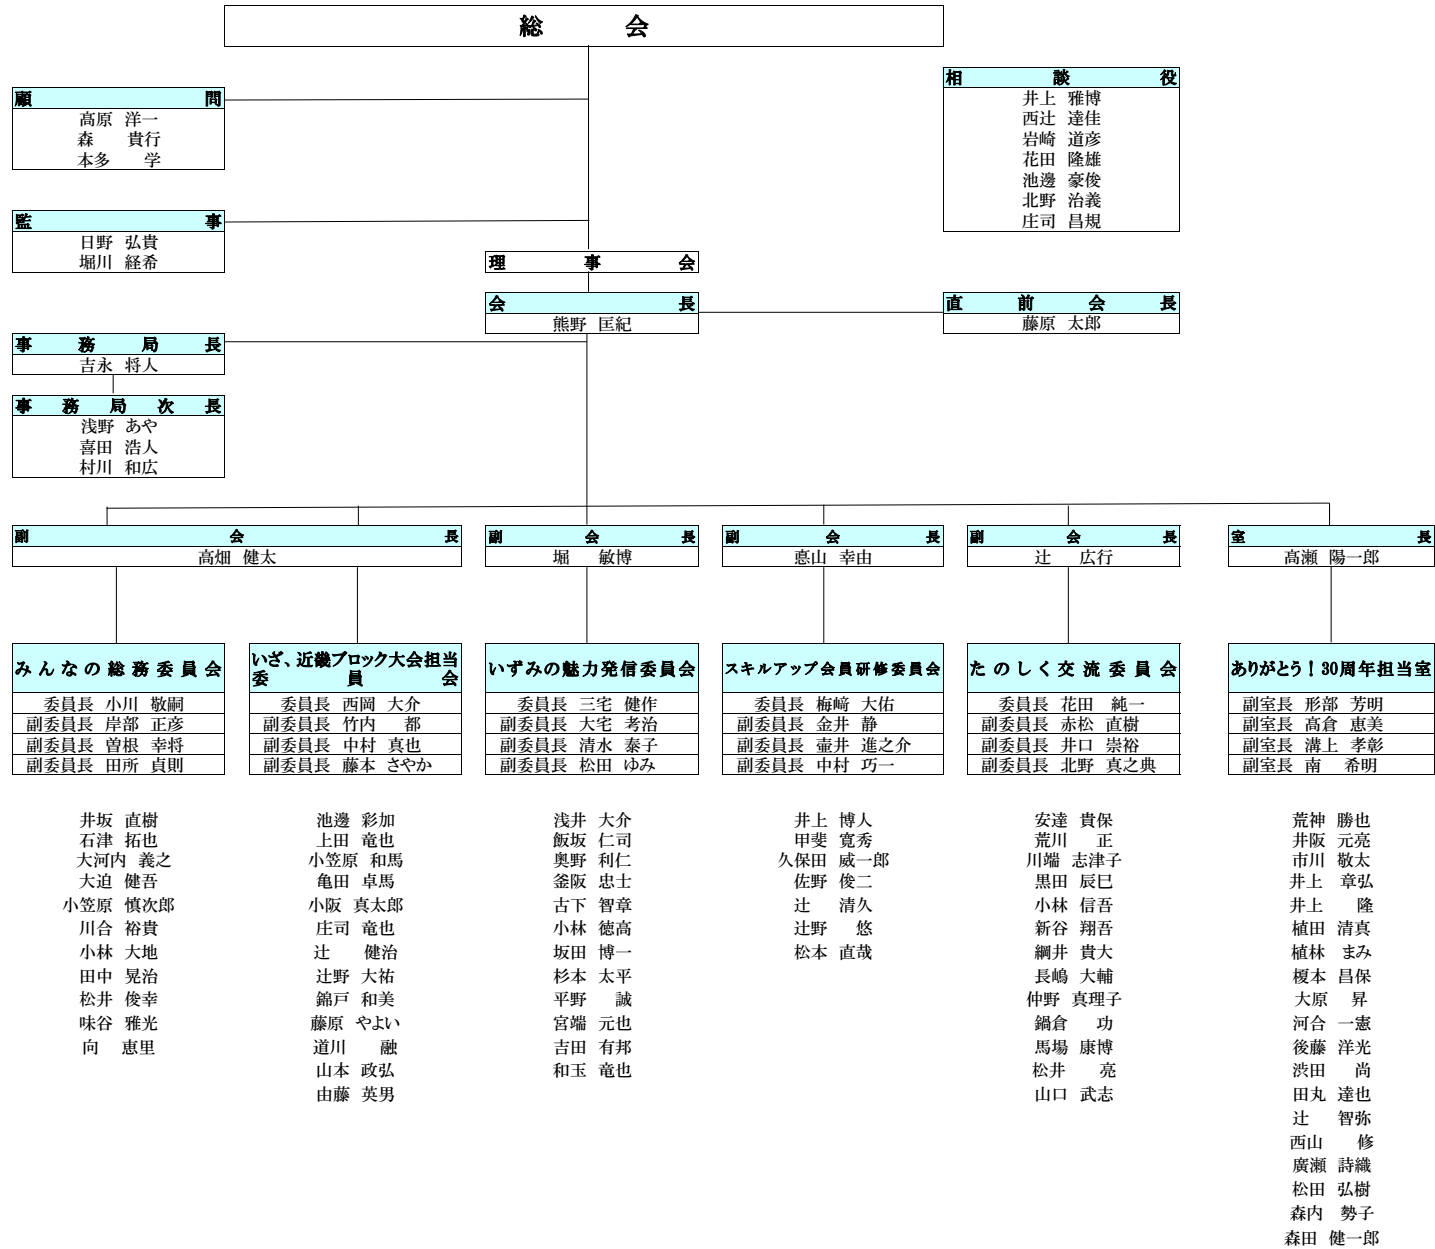 総会
顧問
高原 洋一
森 貴行
本多 学
相談役
井上 雅博
西辻 達佳
岩崎 道彦
花田 隆雄
池邊 豪俊
北野 治義
庄司 昌規
監事
日野 弘貴
堀川 経希
理事会
会長
熊野 匡紀
直前会長
藤原 太郎
事務局長
吉永 将人
事務局次長
浅野 あや
喜田 浩人
村川 和広
副会長
高畑 健太
みんなの総務委員会
委員長 小川 敬嗣
副委員長 岸部 正彦
副委員長 曽根 幸将
副委員長 田所 貞則
井坂 直樹
石津 拓也
大河内 義之
大迫 健吾
小笠原 慎次郎
川合 裕貴
小林 大地
田中 晃治
松井 俊幸
味谷 雅光
向 恵里
いざ、近畿ブロック大会担当
委員会
委員長 西岡 大介
副委員長 竹内 都
副委員長 中村 真也
副委員長 藤本 さやか
池邊 彩加
上田 竜也
小笠原 和馬
亀田 卓馬
小阪 真太郎
庄司 竜也
辻 健治
辻野 大祐
錦戸 和美
藤原 やよい
道川 融
山本 政弘
由藤 英男
副会長
堀 敏博
いずみの魅力発信委員会
委員長 三宅 健作
副委員長 大宅 考治
副委員長 清水 泰子
副委員長 松田 ゆみ
浅井 大介
飯坂 仁司
奥野 利仁
釜阪 忠士
古下 智章
小林 徳高
坂田 博一
杉本 太平
平野 誠
宮端 元也
吉田 有邦
和玉 竜也
副会長
山 幸由
スキルアップ会員研修委員会
委員長 梅﨑 大佑
副委員長 金井 静
副委員長 壷井 進之介
副委員長 中村 巧一
井上 博人
甲斐 寛秀
久保田 威一郎
佐野 俊二
辻 清久
辻野 悠
松本 直哉
副会長
辻 広行
たのしく交流委員会
委員長 花田 純一
副委員長 赤松 直樹
副委員長 井口 崇裕
副委員長 北野 真之典
安達 貴保
荒川 正
川端 志津子
黒田 辰巳
小林 信吾
新谷 翔吾
綱井 貴大
長嶋 大輔
仲野 真理子
鍋倉 功
馬場 康博
松井 亮
山口 武志
室長
高瀬 陽一郎
ありがとう！30周年担当室
副室長 形部 芳明
副室長 高倉 恵美
副室長 溝上 孝彰
副室長 南 希明
荒神 勝也
井阪 元亮
市川 敬太
井上 章弘
井上 隆
植田 清真
植林 まみ
榎本 昌保
大原 昇
河合 一憲
後藤 洋光
渋田 尚
田丸 達也
辻 智弥
西山 修
廣瀬 詩織
松田 弘樹
森内 勢子
森田 健一郎